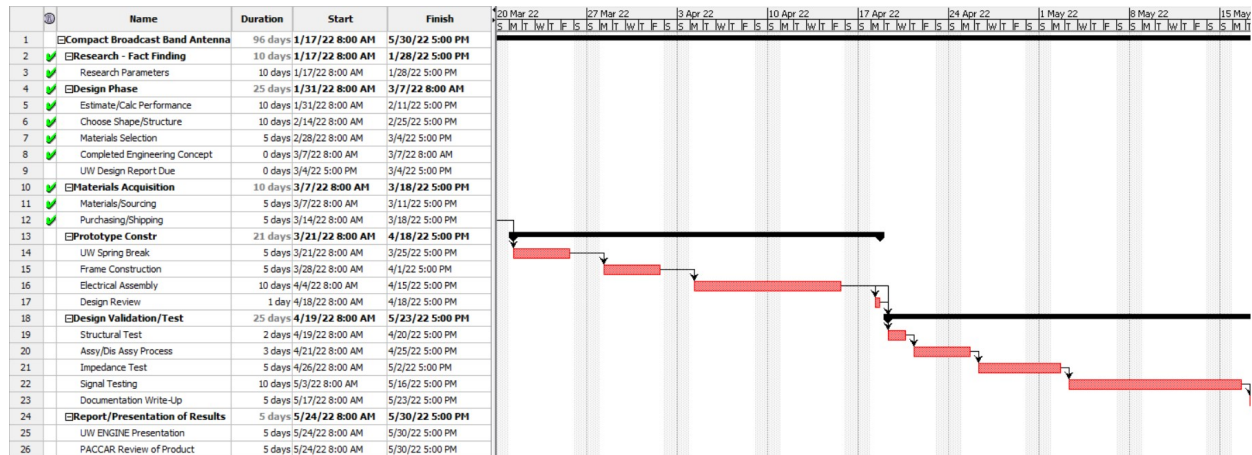 Name Duration Start Finish
20 Mar 22 27 Mar 22 3 Apr 22 10 Apr 22 17 Apr 22 24 Apr 22 1 May 22 8 May 22 15 May
S M T W T F S S M T W T F S S M T W T F S S M T W T F S S M T W T F S S M T W T F S S M T W T F S S M T W T F S S M T
1 Compact Broadcast Band Antenna 96 days 1/17/22 8:00 AM 5/30/22 5:00 PM
2 Research - Fact Finding 10 days 1/17/22 8:00 AM 1/28/22 5:00 PM
3 Research Parameters 10 days 1/17/22 8:00 AM 1/28/22 5:00 PM
4 Design Phase 25 days 1/31/22 8:00 AM 3/7/22 8:00 AM
5 Estimate/Calc Performance 10 days 1/31/22 8:00 AM 2/11/22 5:00 PM
6 Choose Shape/Structure 10 days 2/14/22 8:00 AM 2/25/22 5:00 PM
7 Materials Selection 5 days 2/28/22 8:00 AM 3/4/22 5:00 PM
8 Completed Engineering Concept 0 days 3/7/22 8:00 AM 3/7/22 8:00 AM
9 UW Design Report Due 0 days 3/4/22 5:00 PM 3/4/22 5:00 PM
10 Materials Acquisition 10 days 3/7/22 8:00 AM 3/18/22 5:00 PM
11 Materials/Sourcing 5 days 3/7/22 8:00 AM 3/11/22 5:00 PM
12 Purchasing/Shipping 5 days 3/14/22 8:00 AM 3/18/22 5:00 PM
13 Prototype Constr 21 days 3/21/22 8:00 AM 4/18/22 5:00 PM
14 UW Spring Break 5 days 3/21/22 8:00 AM 3/25/22 5:00 PM
15 Frame Construction 5 days 3/28/22 8:00 AM 4/1/22 5:00 PM
16 Electrical Assembly 10 days 4/4/22 8:00 AM 4/15/22 5:00 PM
17 Design Review 1 day 4/18/22 8:00 AM 4/18/22 5:00 PM
18 Design Validation/Test 25 days 4/19/22 8:00 AM 5/23/22 5:00 PM
19 Structural Test 2 days 4/19/22 8:00 AM 4/20/22 5:00 PM
20 Assy/Dis Assy Process 3 days 4/21/22 8:00 AM 4/25/22 5:00 PM
21 Impedance Test 5 days 4/26/22 8:00 AM 5/2/22 5:00 PM
22 Signal Testing 10 days 5/3/22 8:00 AM 5/16/22 5:00 PM
23 Documentation Write-Up 5 days 5/17/22 8:00 AM 5/23/22 5:00 PM
24 Report/Presentation of Results 5 days 5/24/22 8:00 AM 5/30/22 5:00 PM
25 UW ENGINE Presentation 5 days 5/24/22 8:00 AM 5/30/22 5:00 PM
26 PACCAR Review of Product 5 days 5/24/22 8:00 AM 5/30/22 5:00 PM